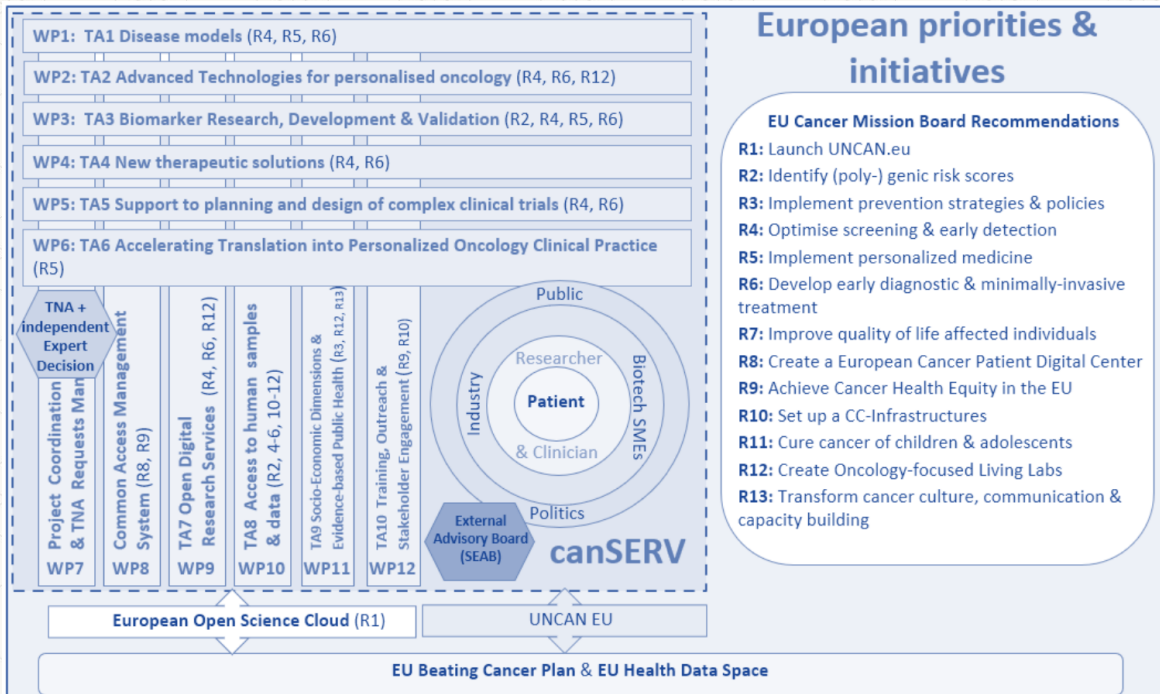 WP1: TA1 Disease models (R4, R5, R6)
WP2: TA2 Advanced Technologies for personalised oncology (R4, R6, R12)
WP3: TA3 Biomarker Research, Development & Validation (R2, R4, R5, R6)
WP4: TA4 New therapeutic solutions (R4, R6)
WP5: TA5 Support to planning and design of complex clinical trials (R4, R6)
WP6: TA6 Accelerating Translation into Personalized Oncology Clinical Practice
(R5)
TNA +
independent
Expert
Decision
Project Coordination
& TNA Requests Man
WP7
Common Access Management
System (R8, R9)
WP8
TA7 Open Digital
Research Services (R4, R6, R12)
WP9
TA8 Access to human samples
& data (R2, 4-6, 10-12)
WP10
TA9 Socio-Economic Dimensions &
Evidence-based Public Health (R3, R12, R13)
WP11
TA10 Training, Outreach &
Stakeholder Engagement (R9, R10)
WP12
Public
Industry
Biotech SMEs
Politics
Researcher
Patient
& Clinician
External
Advisory Board
(SEAB)
canSERV
European Open Science Cloud (R1)
UNCAN EU
EU Beating Cancer Plan & EU Health Data Space
European priorities &
initiatives
EU Cancer Mission Board Recommendations
R1: Launch UNCAN.eu
R2: Identify (poly-) genic risk scores
R3: Implement prevention strategies & policies
R4: Optimise screening & early detection
R5: Implement personalized medicine
R6: Develop early diagnostic & minimally-invasive
treatment
R7: Improve quality of life affected individuals
R8: Create a European Cancer Patient Digital Center
R9: Achieve Cancer Health Equity in the EU
R10: Set up a CC-Infrastructures
R11: Cure cancer of children & adolescents
R12: Create Oncology-focused Living Labs
R13: Transform cancer culture, communication &
capacity building